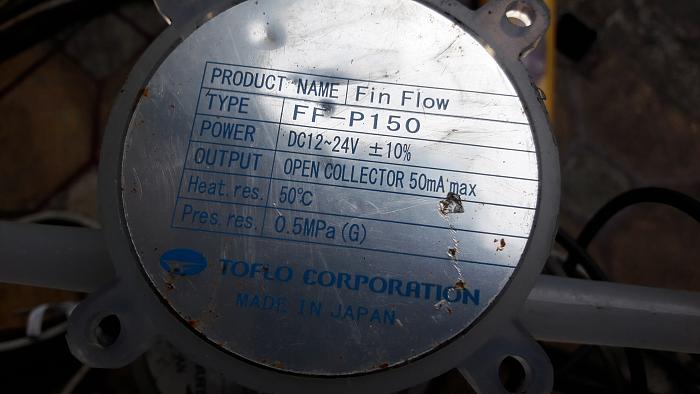 PRODUCT NAME Fin Flow
TYPE FF-P150
POWER DC12~24V ±10%
OUTPUT OPEN COLLECTOR 50mA max
Heat. res. 50℃
Pres. res. 0.5MPa (G)
TOFLO CORPORATION
MADE IN JAPAN